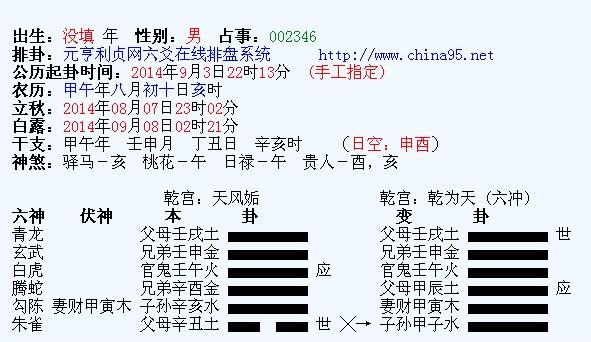 出生：没填 年　性别：男　占事：002346
排卦：元亨利贞网六爻在线排盘系统　　http://www.china95.net
公历起卦时间：2014年9月3日22时13分　(手工指定)
农历：甲午年八月初十日亥时
立秋：2014年08月07日23时02分
白露：2014年09月08日02时21分
干支：甲午年　壬申月　丁丑日　辛亥时　　（日空：申酉）
神煞：驿马－亥　桃花－午　日禄－午　贵人－酉，亥
乾宫：天风姤　　乾宫：乾为天（六冲）
六神　伏神　本　卦　变　卦
青龙　父母壬戌土　父母壬戌土　世
玄武　兄弟壬申金　兄弟壬申金
白虎　官鬼壬午火　应　官鬼壬午火
腾蛇　兄弟辛酉金　父母甲辰土　应
勾陈　妻财甲寅木　子孙辛亥水　妻财甲寅木
朱雀　父母辛丑土　世　╳→　子孙甲子水